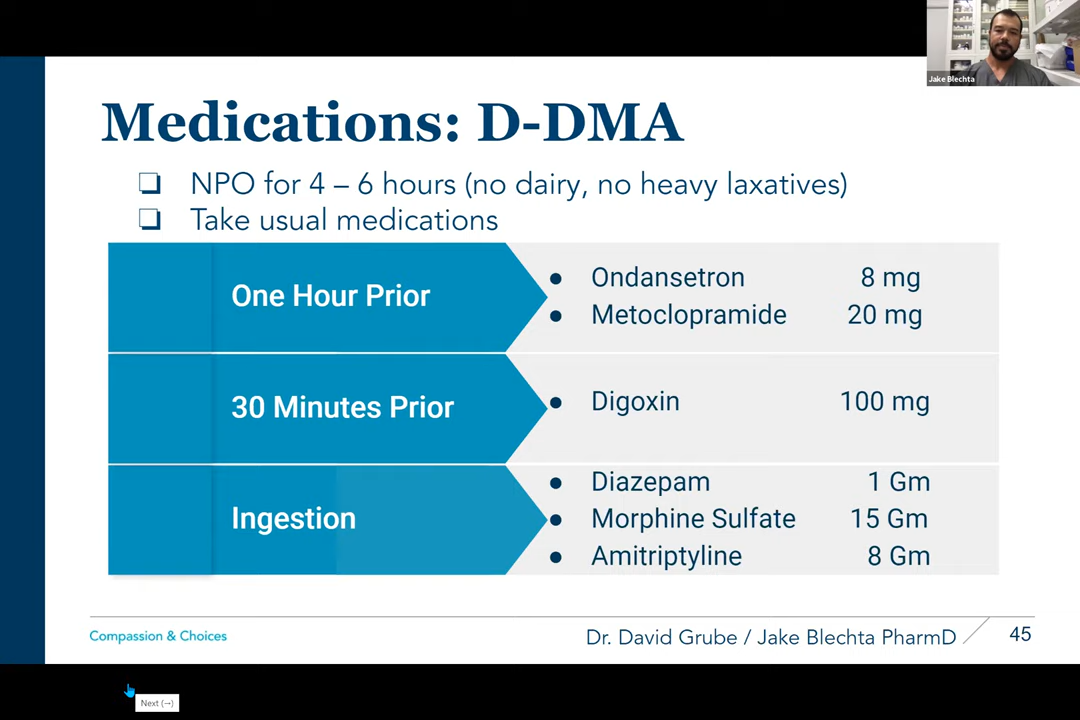 Jake Blechta
Medications: D-DMA
❑ NPO for 4 – 6 hours (no dairy, no heavy laxatives)
❑ Take usual medications
One Hour Prior
● Ondansetron 8 mg
● Metoclopramide 20 mg
30 Minutes Prior
● Digoxin 100 mg
Ingestion
● Diazepam 1 Gm
● Morphine Sulfate 15 Gm
● Amitriptyline 8 Gm
Compassion & Choices
Dr. David Grube / Jake Blechta PharmD
45
Next (→)